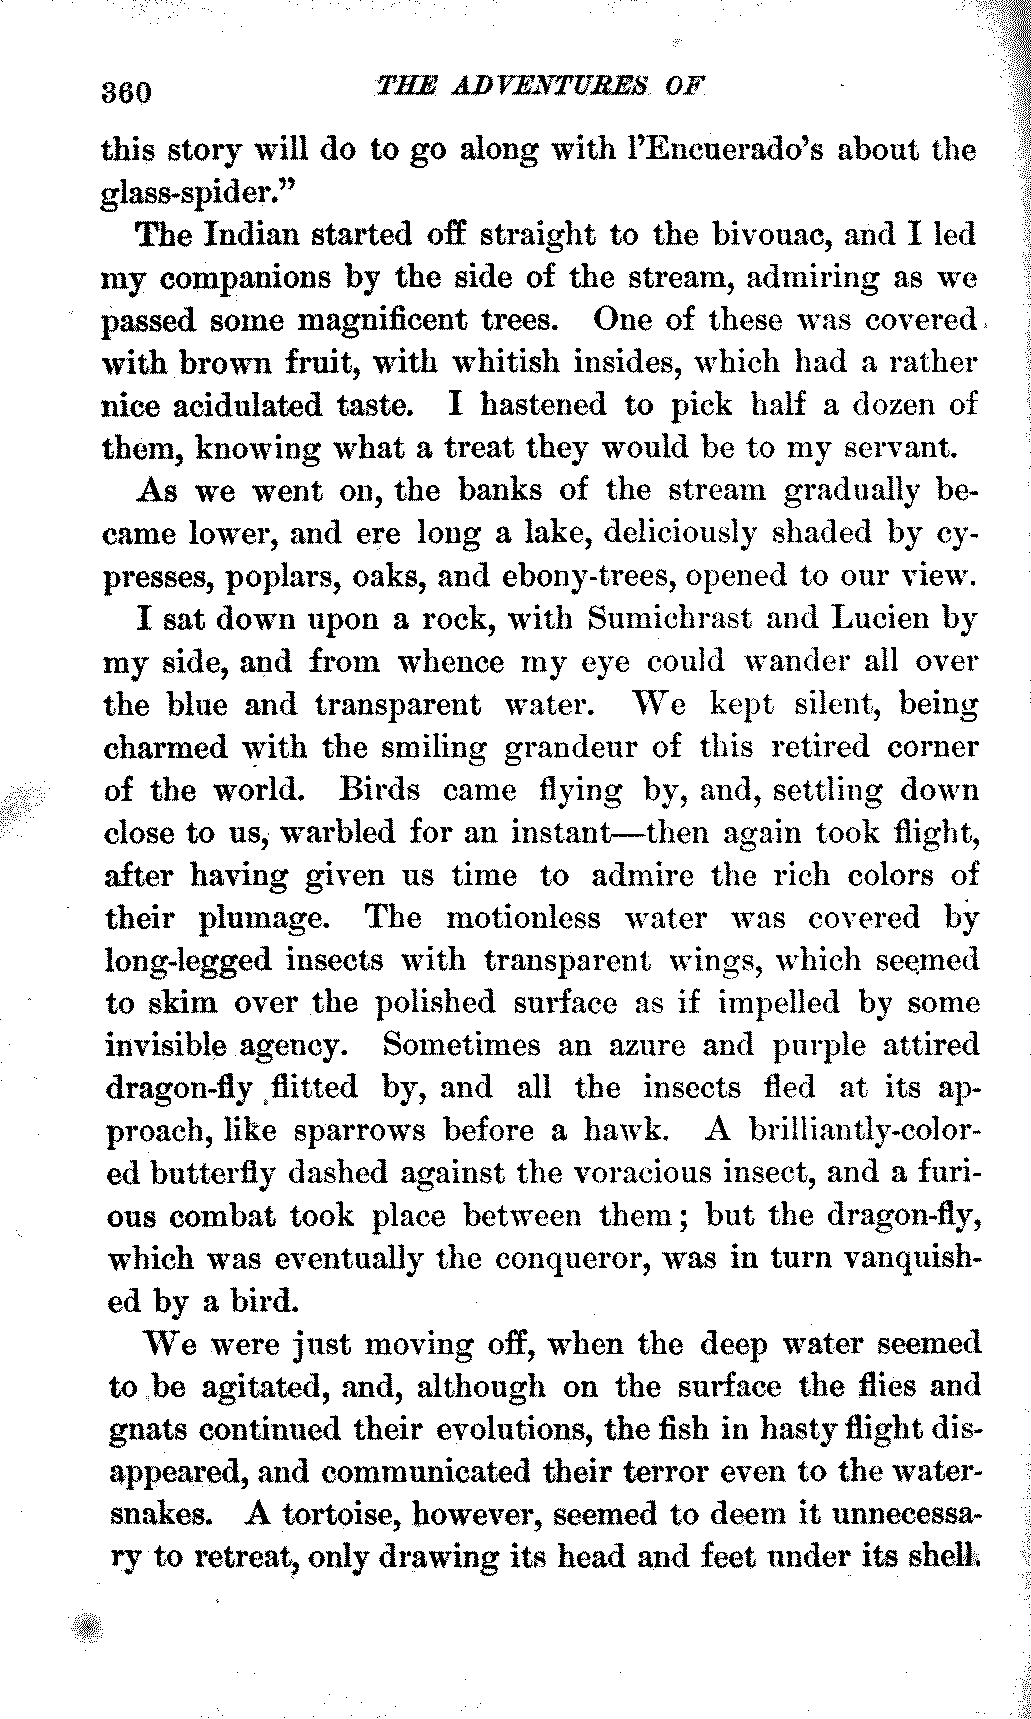 360 THE ADVENTURES OF
this story will do to go along with l'Encuerado's about the
glass-spider."
The Indian started off straight to the bivouac, and I led
my companions by the side of the stream, admiring as we
passed some magnificent trees. One of these was covered
with brown fruit, with whitish insides, which had a rather
nice acidulated taste. I hastened to pick half a dozen of
them, knowing what a treat they would be to my servant.
As we went on, the banks of the stream gradually be-
came lower, and ere long a lake, deliciously shaded by cy-
presses, poplars, oaks, and ebony-trees, opened to our view.
I sat down upon a rock, with Sumichrast and Lucien by
my side, and from whence my eye could wander all over
the blue and transparent water. We kept silent, being
charmed with the smiling grandeur of this retired corner
of the world. Birds came flying by, and, settling down
close to us, warbled for an instant—then again took flight,
after having given us time to admire the rich colors of
their plumage. The motionless water was covered by
long-legged insects with transparent wings, which seemed
to skim over the polished surface as if impelled by some
invisible agency. Sometimes an azure and purple attired
dragon-fly flitted by, and all the insects fled at its ap-
proach, like sparrows before a hawk. A brilliantly-color-
ed butterfly dashed against the voracious insect, and a furi-
ous combat took place between them; but the dragon-fly,
which was eventually the conqueror, was in turn vanquish-
ed by a bird.
We were just moving off, when the deep water seemed
to be agitated, and, although on the surface the flies and
gnats continued their evolutions, the fish in hasty flight dis-
appeared, and communicated their terror even to the water-
snakes. A tortoise, however, seemed to deem it unnecessa-
ry to retreat, only drawing its head and feet under its shell.